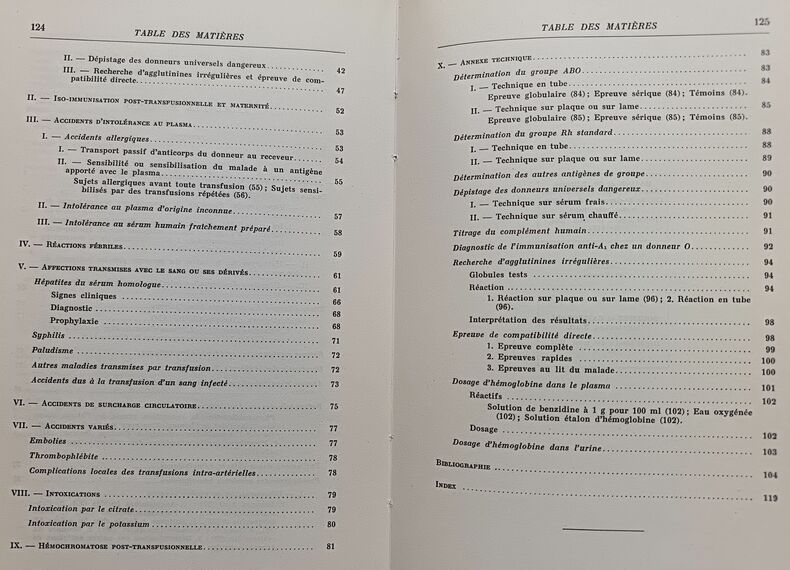 124
TABLE DES MATIÈRES
II. — Dépistage des donneurs universels dangereux 42
III. — Recherche d'agglutinines irrégulières et épreuve de com-
patibilité directe 47
II. — Iso-immunisation post-transfusionnelle et maternité 52
III. — Accidents d'intolérance au plasma 53
I. — Accidents allergiques 53
I. — Transport passif d'anticorps du donneur au receveur 54
II. — Sensibilité ou sensibilisation du malade à un antigène
apporté avec le plasma 55
Sujets allergiques avant toute transfusion (55); Sujets sensi-
bilisés par des transfusions répétées (56).
II. — Intolérance au plasma d'origine inconnue 57
III. — Intolérance au sérum humain fraîchement préparé 58
IV. — Réactions fébriles 59
V. — Affections transmises avec le sang ou ses dérivés 61
Hépatites du sérum homologue 61
Signes cliniques 66
Diagnostic 68
Prophylaxie 68
Syphilis 71
Paludisme 72
Autres maladies transmises par transfusion 72
Accidents dus à la transfusion d'un sang infecté 73
VI. — Accidents de surcharge circulatoire 75
VII. — Accidents variés 77
Embolies 77
Thrombophlébite 78
Complications locales des transfusions intra-artérielles 78
VIII. — Intoxications 79
Intoxication par le citrate 79
Intoxication par le potassium 80
IX. — Hémochromatose post-transfusionnelle 81
TABLE DES MATIÈRES
125
X. — Annexe technique 83
Détermination du groupe ABO 83
I. — Technique en tube 84
Epreuve globulaire (84); Epreuve sérique (84); Témoins (84).
II. — Technique sur plaque ou sur lame 85
Epreuve globulaire (85); Epreuve sérique (85); Témoins (85).
Détermination du groupe Rh standard 88
I. — Technique en tube 88
II. — Technique sur plaque ou sur lame 89
Détermination des autres antigènes de groupe 90
Dépistage des donneurs universels dangereux 90
I. — Technique sur sérum frais 90
II. — Technique sur sérum chauffé 91
Titrage du complément humain 91
Diagnostic de l'immunisation anti-A₁ chez un donneur O 92
Recherche d'agglutinines irrégulières 94
Globules tests 94
Réaction 94
1. Réaction sur plaque ou sur lame (96); 2. Réaction en tube
(96).
Interprétation des résultats 98
Epreuve de compatibilité directe 98
1. Epreuve complète 99
2. Epreuves rapides 100
3. Epreuves au lit du malade 100
Dosage d'hémoglobine dans le plasma 101
Réactifs 102
Solution de benzidine à 1 g pour 100 ml (102); Eau oxygénée
(102); Solution étalon d'hémoglobine (102).
Dosage 102
Dosage d'hémoglobine dans l'urine 103
Bibliographie 104
Index 119